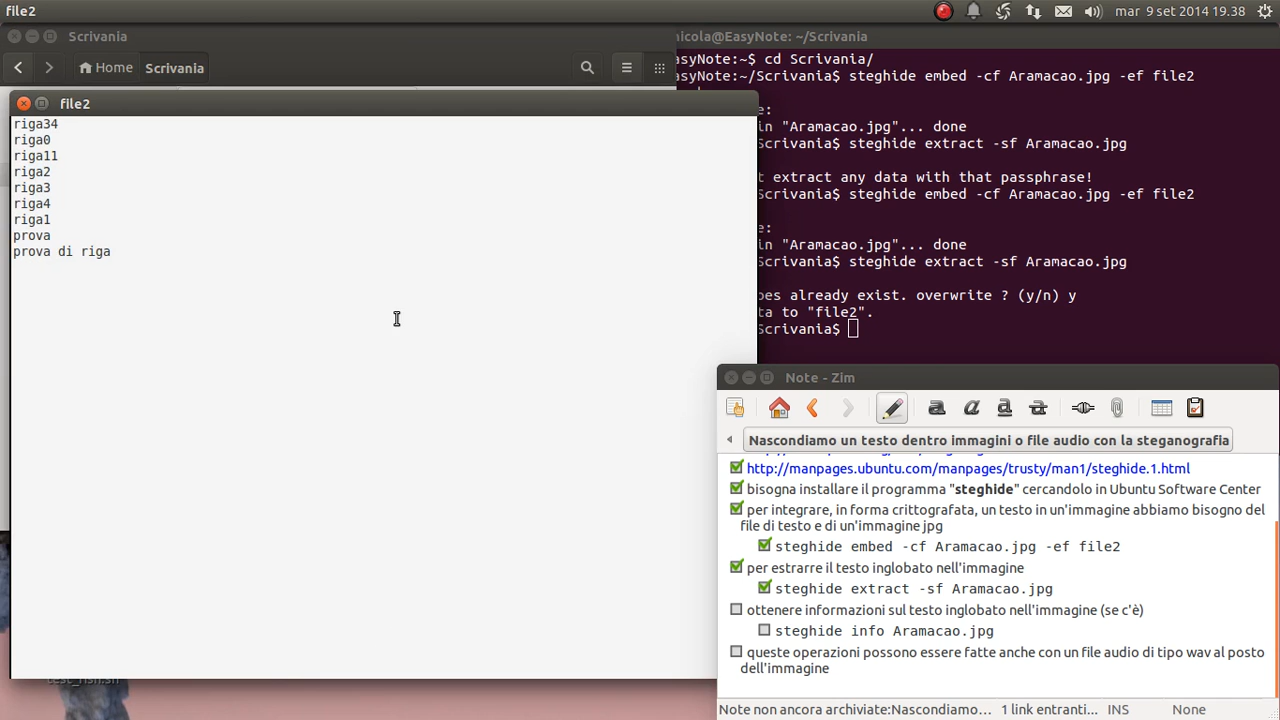 file2
mar 9 set 2014 19.38
Scrivania
Home
Scrivania
file2
riga34
riga0
riga11
riga2
riga3
riga4
riga1
prova
prova di riga
nicola@EasyNote: ~/Scrivania
asyNote:~$ cd Scrivania/
EasyNote:~/Scrivania$ steghide embed -cf Aramacao.jpg -ef file2
e:
in "Aramacao.jpg"... done
Scrivania$ steghide extract -sf Aramacao.jpg
t extract any data with that passphrase!
Scrivania$ steghide embed -cf Aramacao.jpg -ef file2
e:
in "Aramacao.jpg"... done
Scrivania$ steghide extract -sf Aramacao.jpg
oes already exist. overwrite ? (y/n) y
ta to "file2".
Scrivania$
Note - Zim
Nascondiamo un testo dentro immagini o file audio con la steganografia
http://manpages.ubuntu.com/manpages/trusty/man1/steghide.1.html
bisogna installare il programma "steghide" cercandolo in Ubuntu Software Center
per integrare, in forma crittografata, un testo in un'immagine abbiamo bisogno del
file di testo e di un'immagine jpg
steghide embed -cf Aramacao.jpg -ef file2
per estrarre il testo inglobato nell'immagine
steghide extract -sf Aramacao.jpg
ottenere informazioni sul testo inglobato nell'immagine (se c'è)
steghide info Aramacao.jpg
queste operazioni possono essere fatte anche con un file audio di tipo wav al posto
dell'immagine
Note non ancora archiviate:Nascondiamo... 1 link entranti... INS None